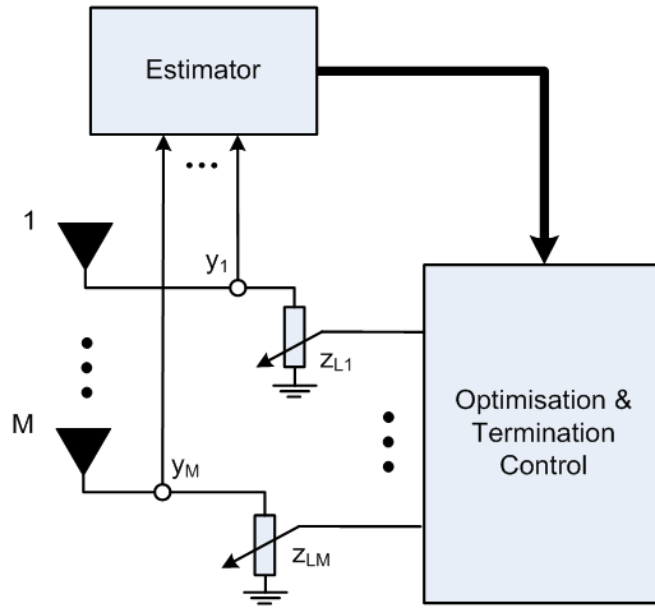 Estimator
1
y1
zL1
M
yM
zLM
Optimisation &
Termination
Control